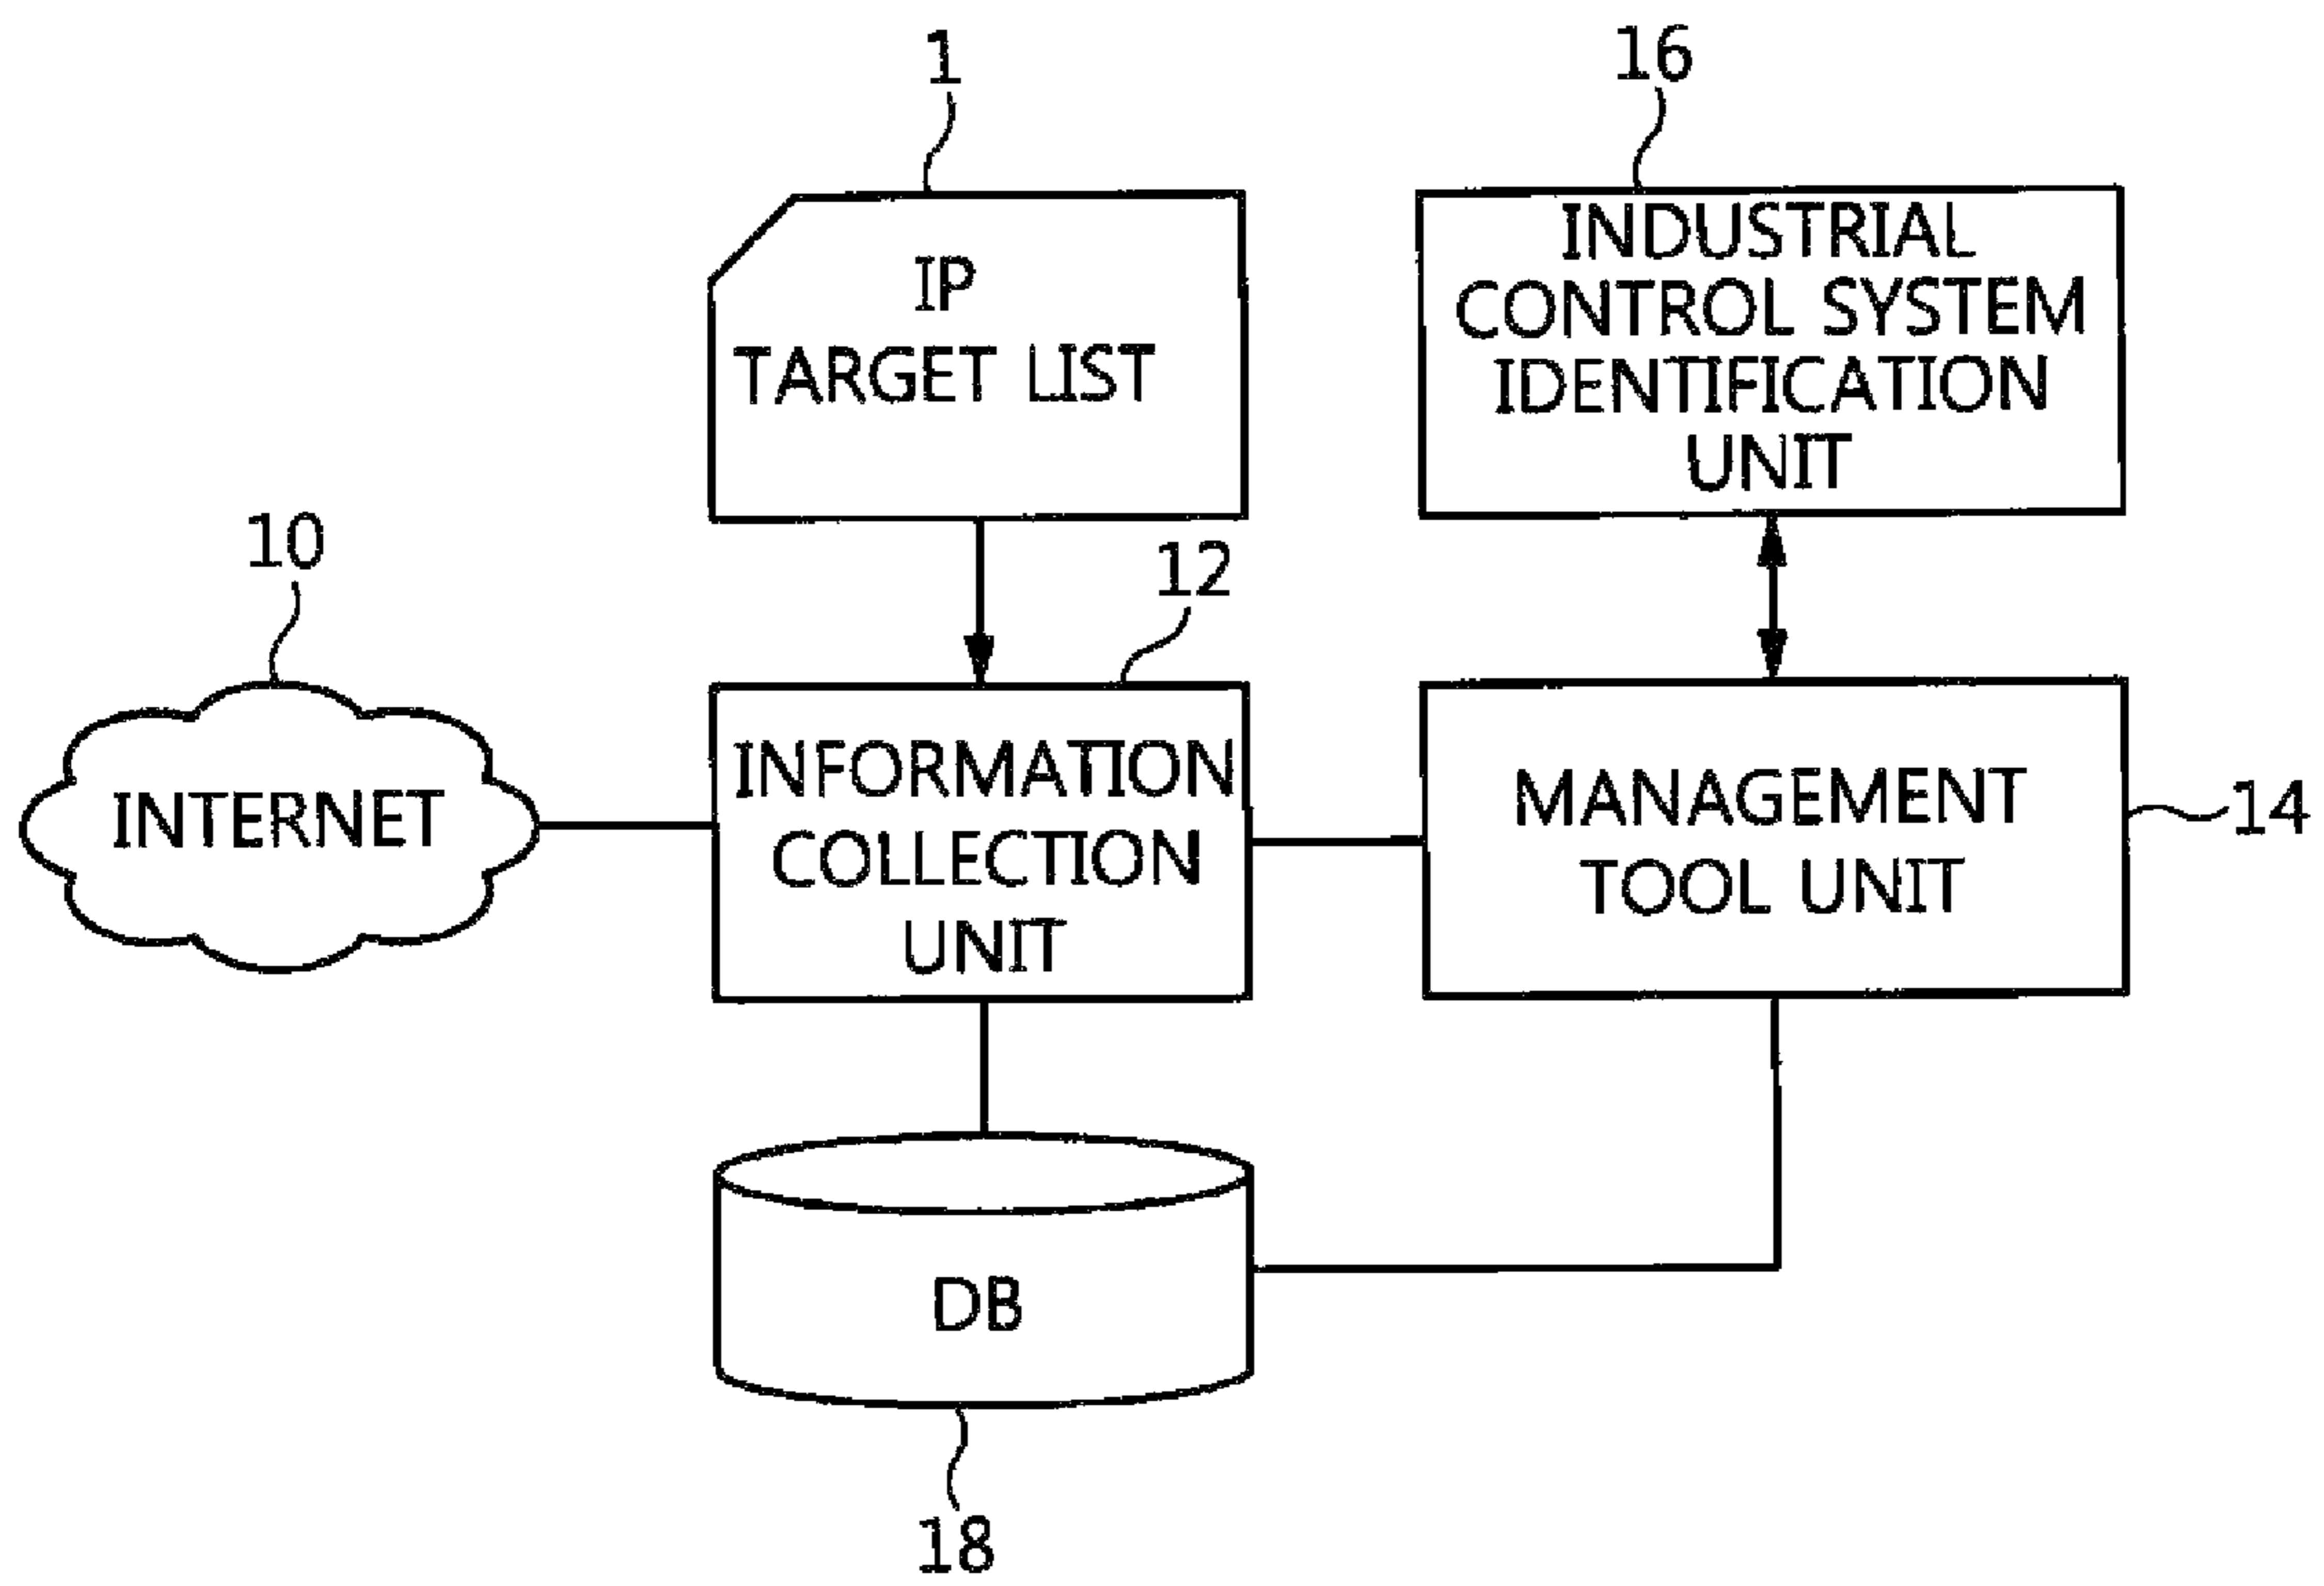 1
16
IP
TARGET LIST
INDUSTRIAL
CONTROL SYSTEM
IDENTIFICATION
UNIT
10
12
INTERNET
INFORMATION
COLLECTION
UNIT
MANAGEMENT
TOOL UNIT
14
DB
18